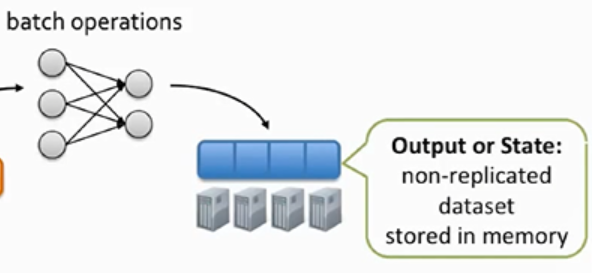 batch operations
Output or State:
non-replicated
dataset
stored in memory